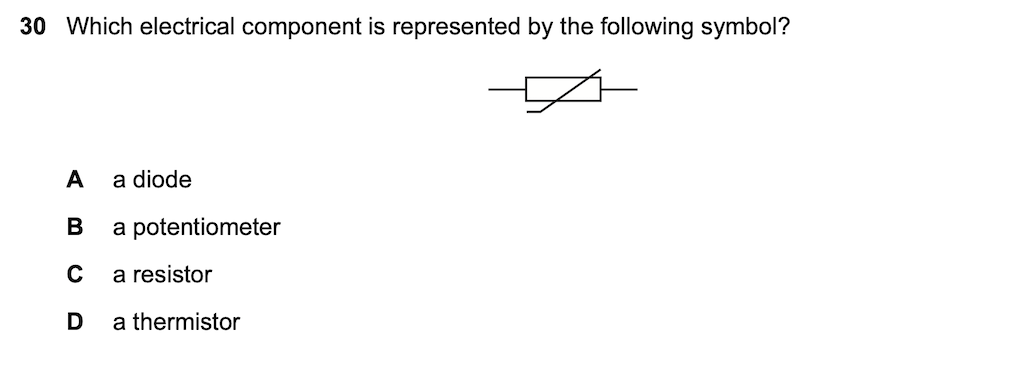 30 Which electrical component is represented by the following symbol?
A a diode
B a potentiometer
C a resistor
D a thermistor